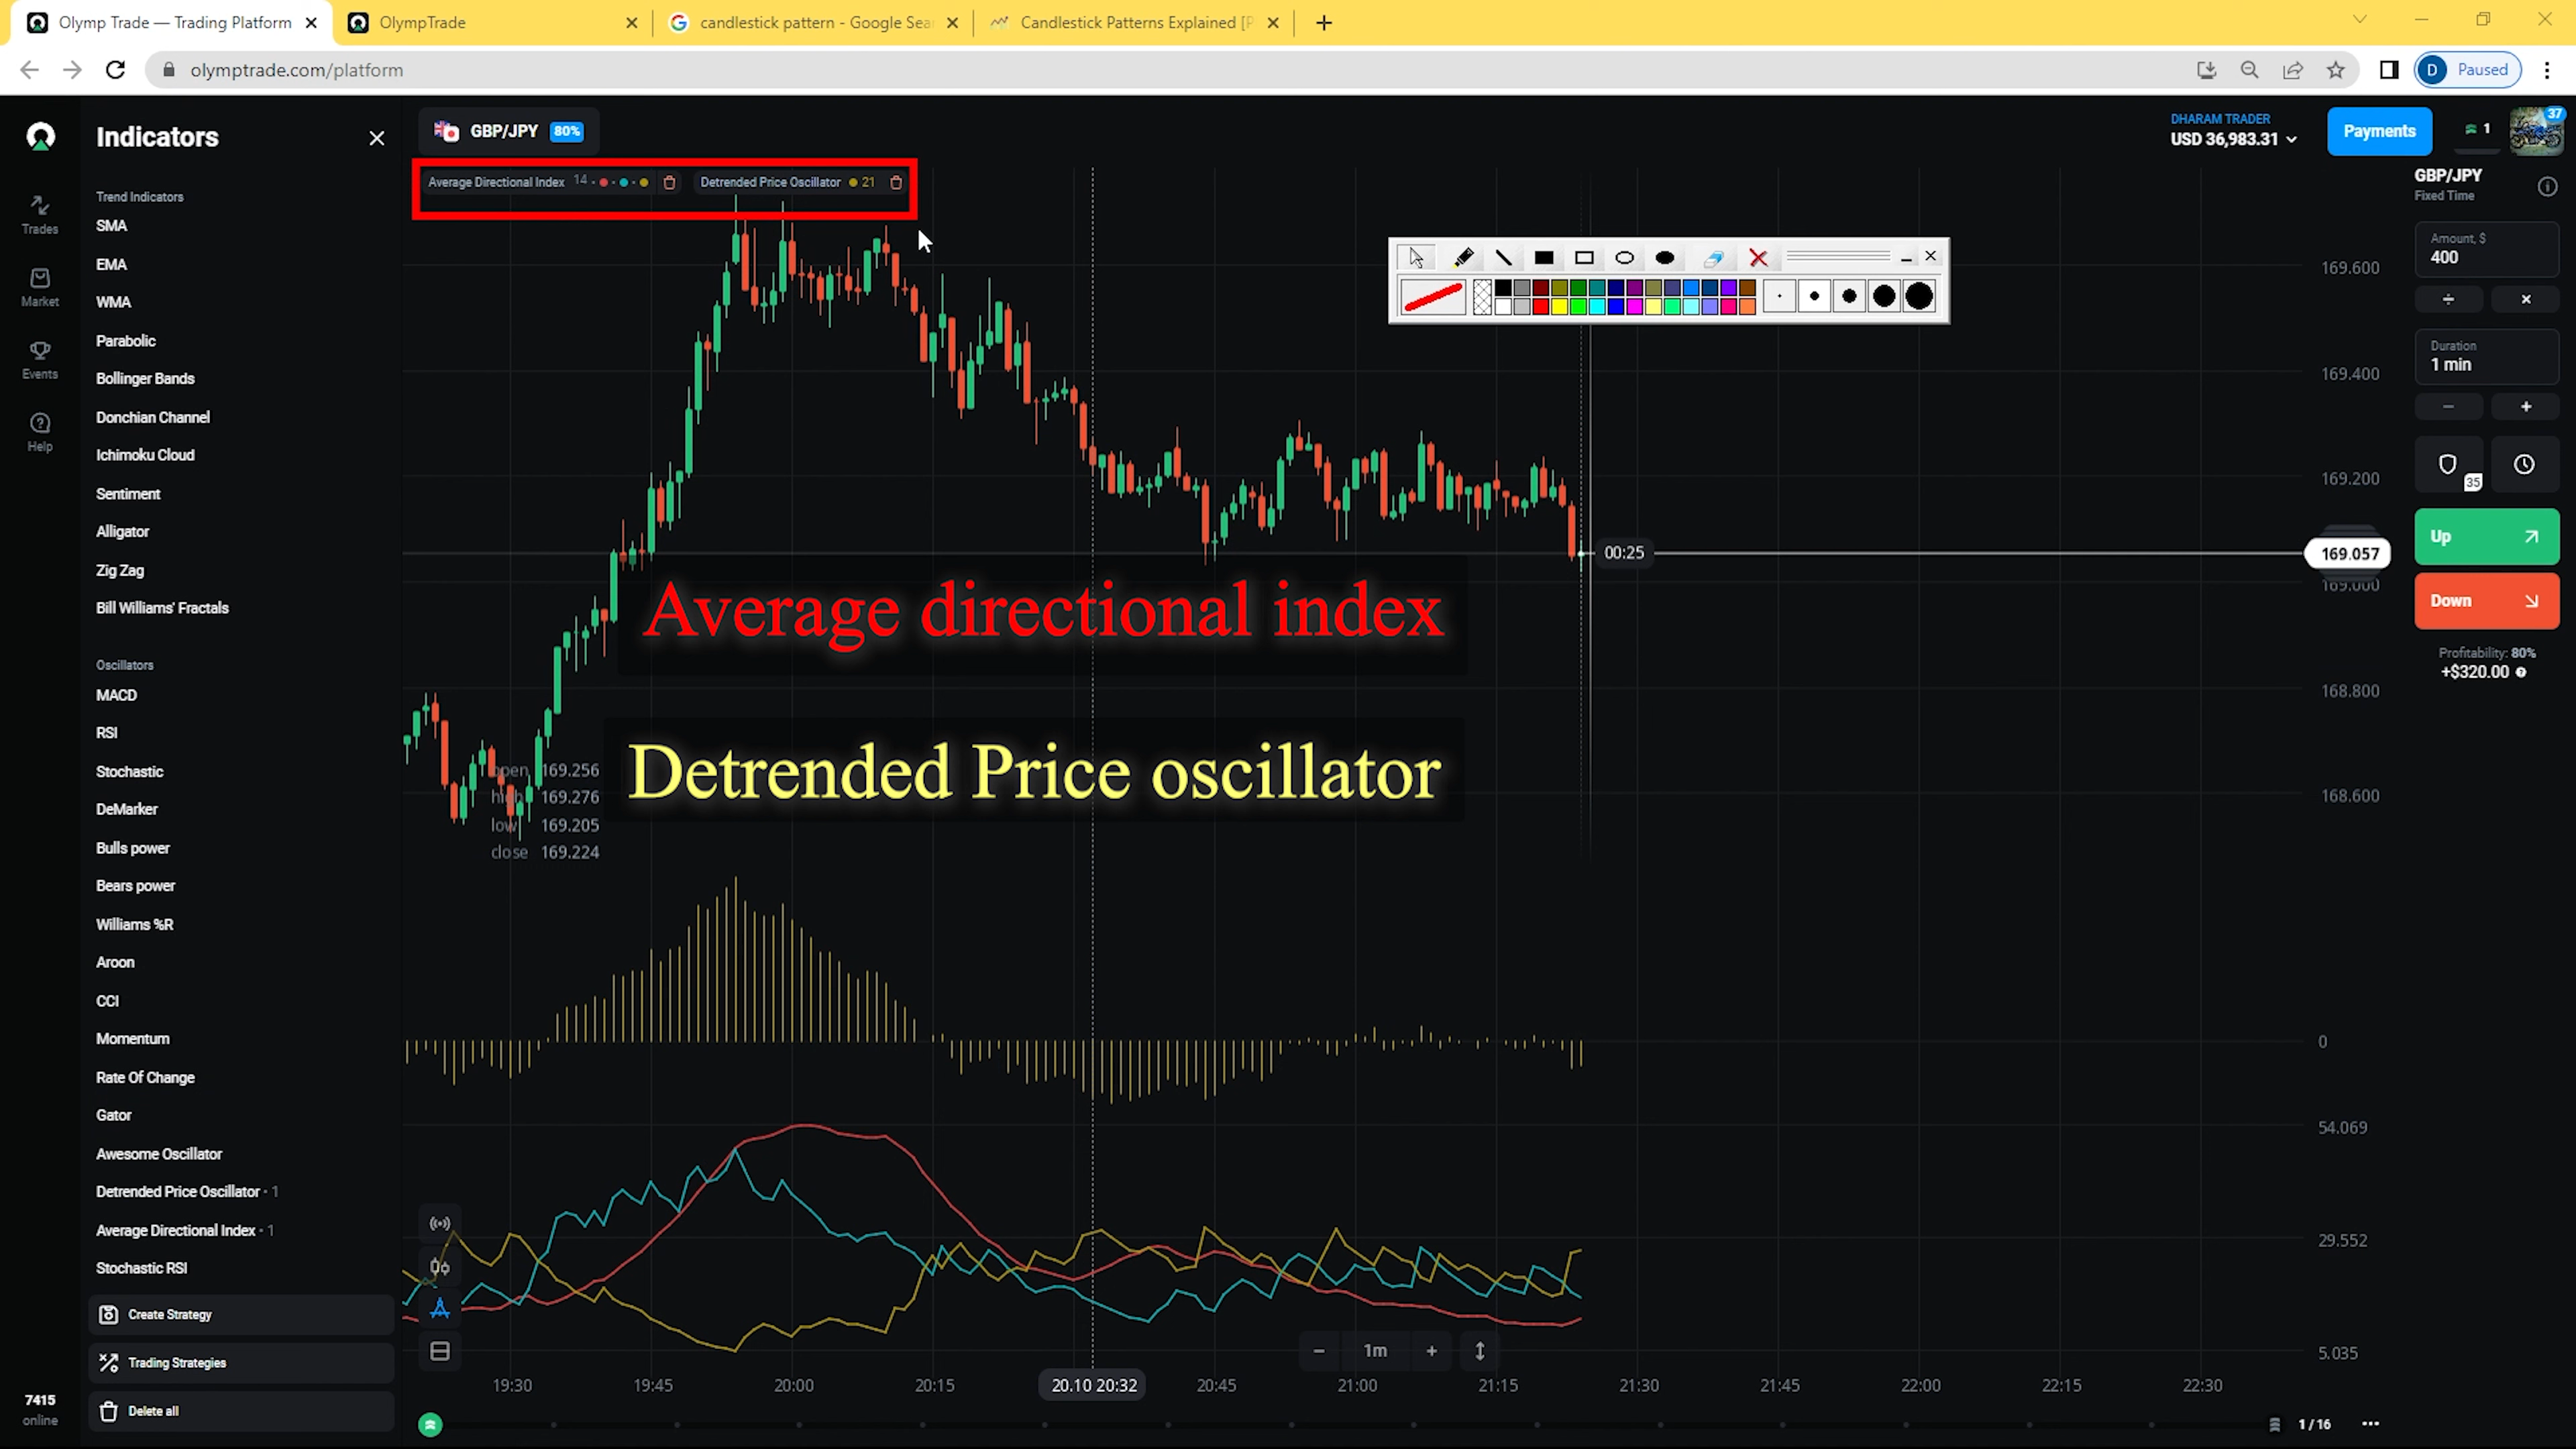 Olymp Trade — Trading Platform
OlympTrade
candlestick pattern - Google Sea
Candlestick Patterns Explained [P
olymptrade.com/platform
D Paused
Indicators
GBP/JPY 80%
DHARAM TRADER
USD 36,983.31
Payments
1
37
Average Directional Index 14
Detrended Price Oscillator 21
Trades
Market
Events
Help
Trend Indicators
SMA
EMA
WMA
Parabolic
Bollinger Bands
Donchian Channel
Ichimoku Cloud
Sentiment
Alligator
Zig Zag
Bill Williams' Fractals
Oscillators
MACD
RSI
Stochastic
DeMarker
Bulls power
Bears power
Williams %R
Aroon
CCI
Momentum
Rate Of Change
Gator
Awesome Oscillator
Detrended Price Oscillator · 1
Average Directional Index · 1
Stochastic RSI
Create Strategy
Trading Strategies
Delete all
7415
online
Average directional index
Detrended Price oscillator
open 169.256
high 169.276
low 169.205
close 169.224
00:25
169.600
169.400
169.200
169.057
169.000
168.800
168.600
0
54.069
29.552
5.035
1m
19:30
19:45
20:00
20:15
20.10 20:32
20:45
21:00
21:15
21:30
21:45
22:00
22:15
22:30
1 / 16
GBP/JPY
Fixed Time
Amount, $
400
÷
×
Duration
1 min
35
Up
Down
Profitability: 80%
+$320.00